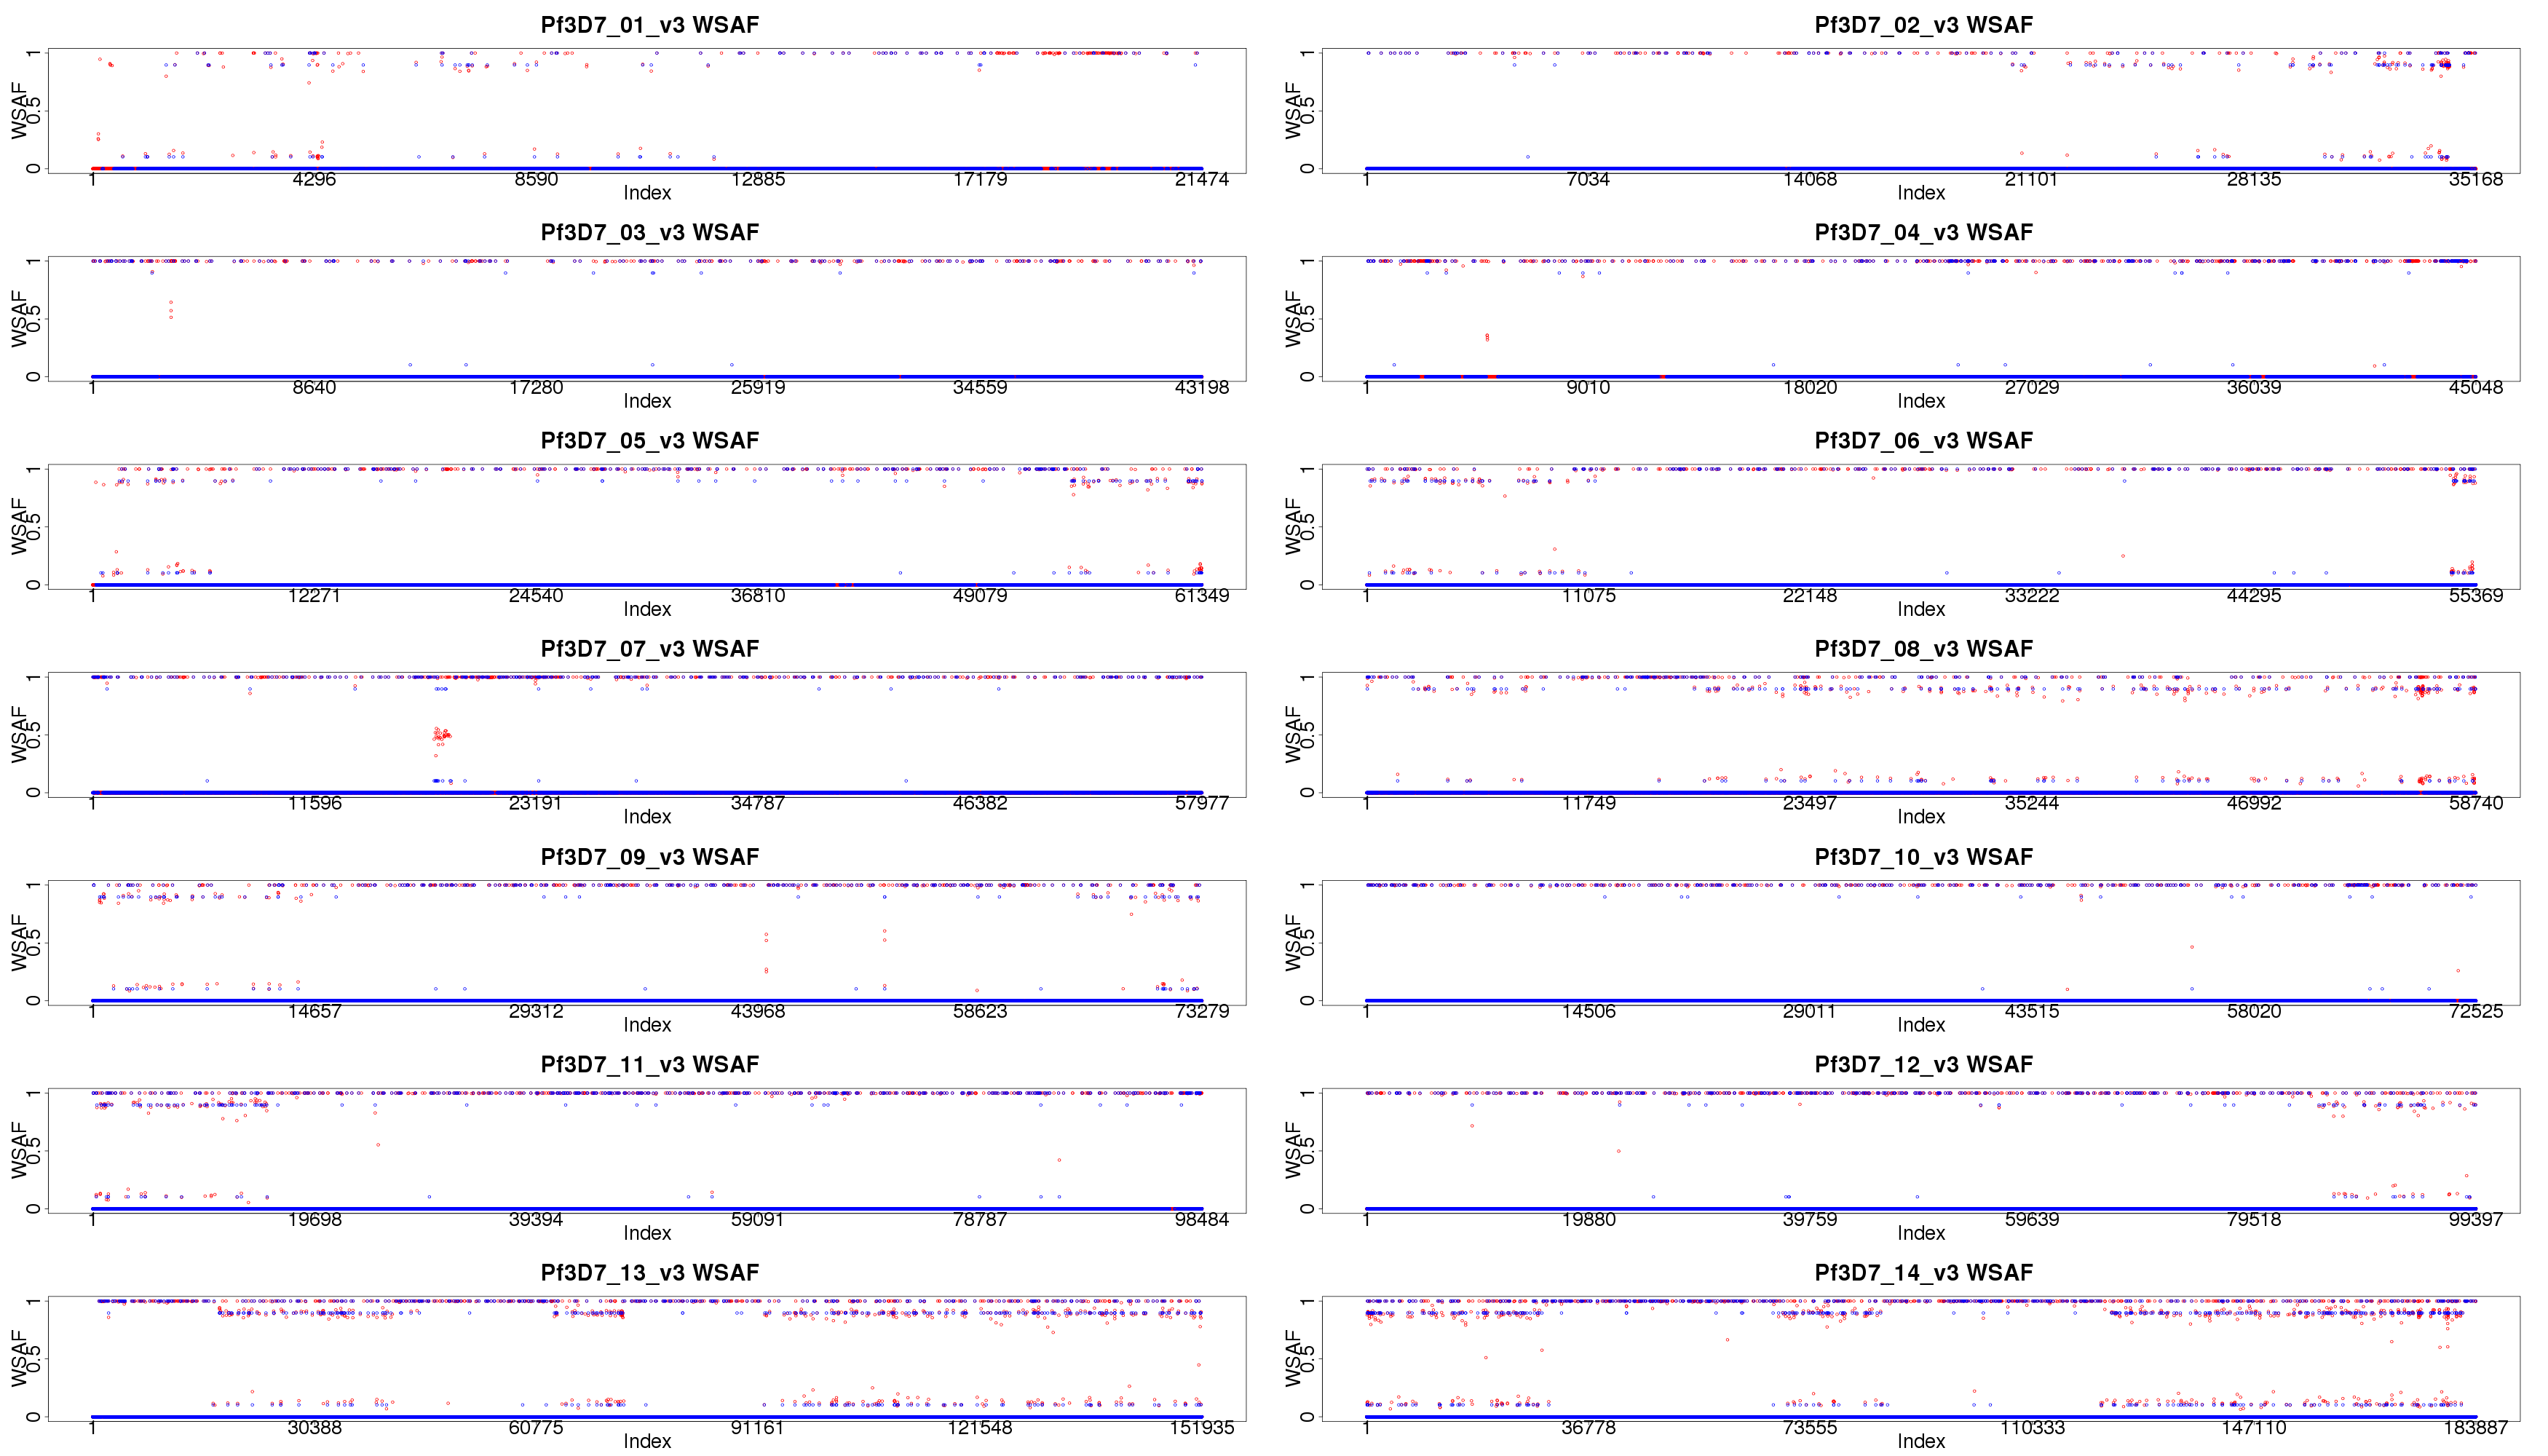 Pf3D7_01_v3 WSAF
WSAF
0 0.5 1
1 4296 8590 12885 17179 21474
Index
Pf3D7_02_v3 WSAF
WSAF
0 0.5 1
1 7034 14068 21101 28135 35168
Index
Pf3D7_03_v3 WSAF
WSAF
0 0.5 1
1 8640 17280 25919 34559 43198
Index
Pf3D7_04_v3 WSAF
WSAF
0 0.5 1
1 9010 18020 27029 36039 45048
Index
Pf3D7_05_v3 WSAF
WSAF
0 0.5 1
1 12271 24540 36810 49079 61349
Index
Pf3D7_06_v3 WSAF
WSAF
0 0.5 1
1 11075 22148 33222 44295 55369
Index
Pf3D7_07_v3 WSAF
WSAF
0 0.5 1
1 11596 23191 34787 46382 57977
Index
Pf3D7_08_v3 WSAF
WSAF
0 0.5 1
1 11749 23497 35244 46992 58740
Index
Pf3D7_09_v3 WSAF
WSAF
0 0.5 1
1 14657 29312 43968 58623 73279
Index
Pf3D7_10_v3 WSAF
WSAF
0 0.5 1
1 14506 29011 43515 58020 72525
Index
Pf3D7_11_v3 WSAF
WSAF
0 0.5 1
1 19698 39394 59091 78787 98484
Index
Pf3D7_12_v3 WSAF
WSAF
0 0.5 1
1 19880 39759 59639 79518 99397
Index
Pf3D7_13_v3 WSAF
WSAF
0 0.5 1
1 30388 60775 91161 121548 151935
Index
Pf3D7_14_v3 WSAF
WSAF
0 0.5 1
1 36778 73555 110333 147110 183887
Index